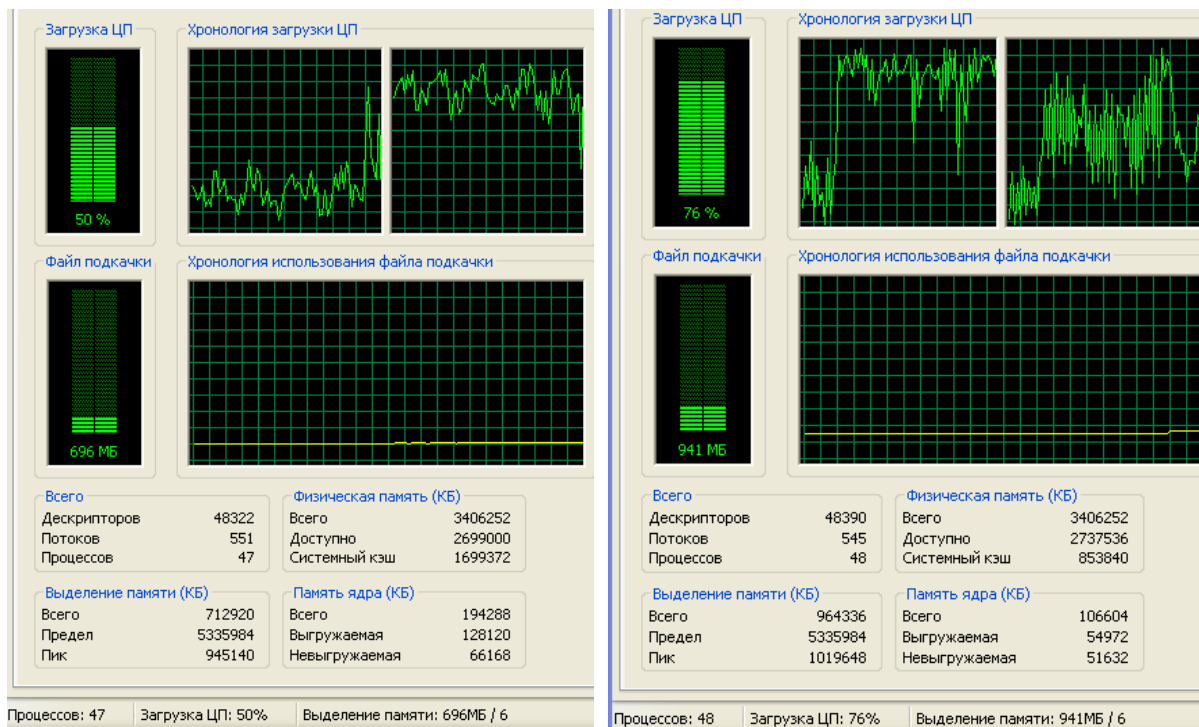 Загрузка ЦП
Хронология загрузки ЦП
50 %
Файл подкачки
Хронология использования файла подкачки
696 МБ
Всего
Дескрипторов 48322
Потоков 551
Процессов 47
Физическая память (КБ)
Всего 3406252
Доступно 2699000
Системный кэш 1699372
Выделение памяти (КБ)
Всего 712920
Предел 5335984
Пик 945140
Память ядра (КБ)
Всего 194288
Выгружаемая 128120
Невыгружаемая 66168
Процессов: 47 Загрузка ЦП: 50% Выделение памяти: 696МБ / 6
Загрузка ЦП
Хронология загрузки ЦП
76 %
Файл подкачки
Хронология использования файла подкачки
941 МБ
Всего
Дескрипторов 48390
Потоков 545
Процессов 48
Физическая память (КБ)
Всего 3406252
Доступно 2737536
Системный кэш 853840
Выделение памяти (КБ)
Всего 964336
Предел 5335984
Пик 1019648
Память ядра (КБ)
Всего 106604
Выгружаемая 54972
Невыгружаемая 51632
Процессов: 48 Загрузка ЦП: 76% Выделение памяти: 941МБ / 6